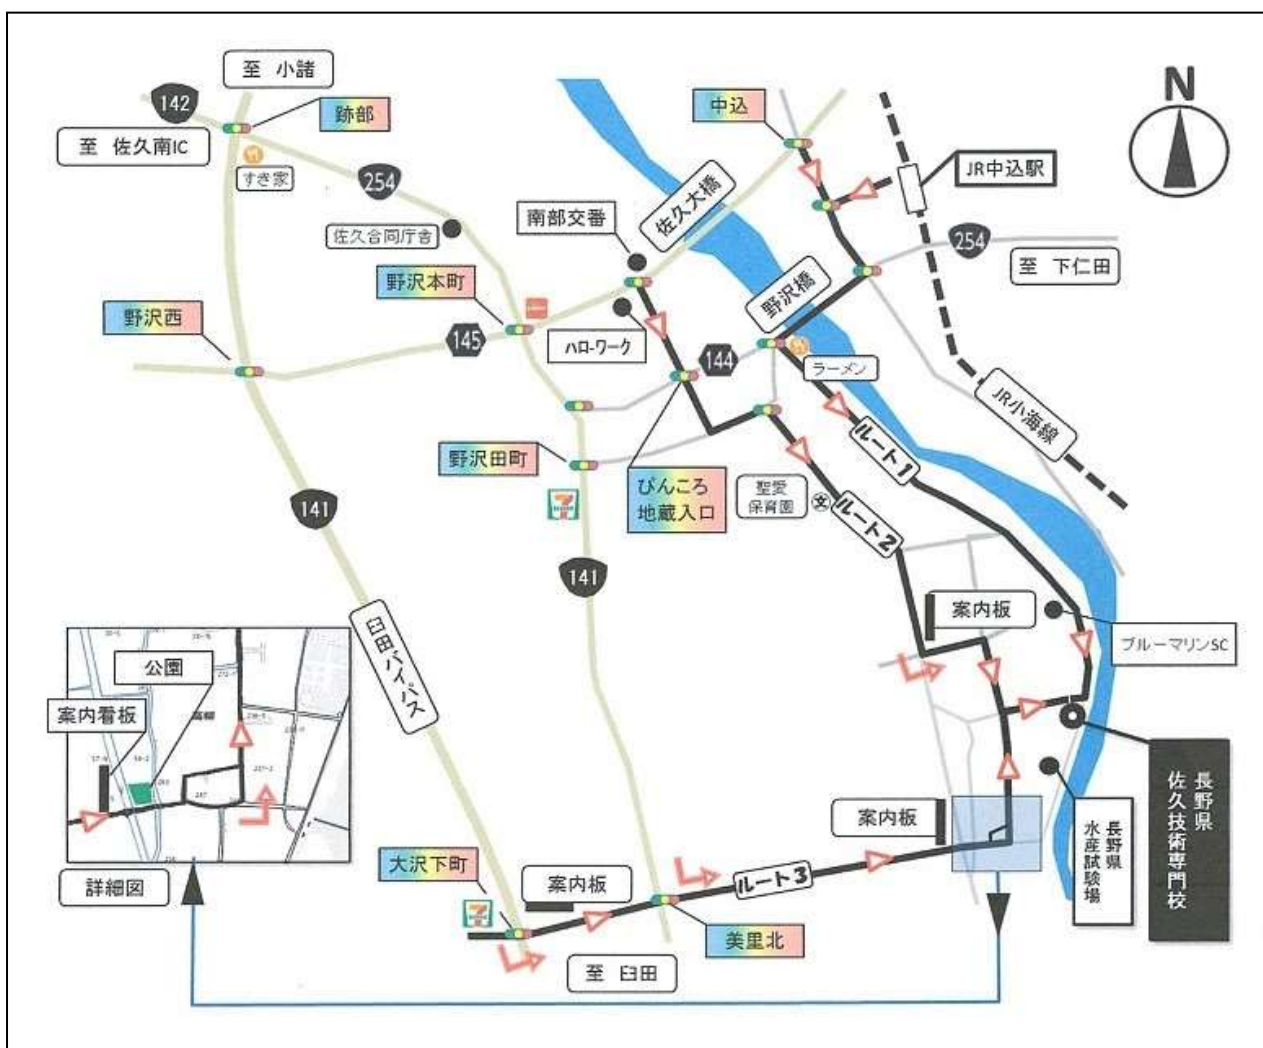 至 小諸
142
跡部
至 佐久南IC
すき家
254
佐久合同庁舎
南部交番
佐久大橋
中込
N
JR中込駅
254
至 下仁田
野沢本町
野沢西
145
ハローワーク
144
野沢橋
ラーメン
JR小海線
野沢田町
ぴんころ
地蔵入口
聖愛
保育園
文
ルート1
ルート2
7
141
141
臼田バイパス
案内板
ブルーマリンSC
公園
案内看板
詳細図
大沢下町
案内板
7
ルート3
案内板
美里北
至 臼田
長野県
水産試験場
長野県
佐久技術専門校